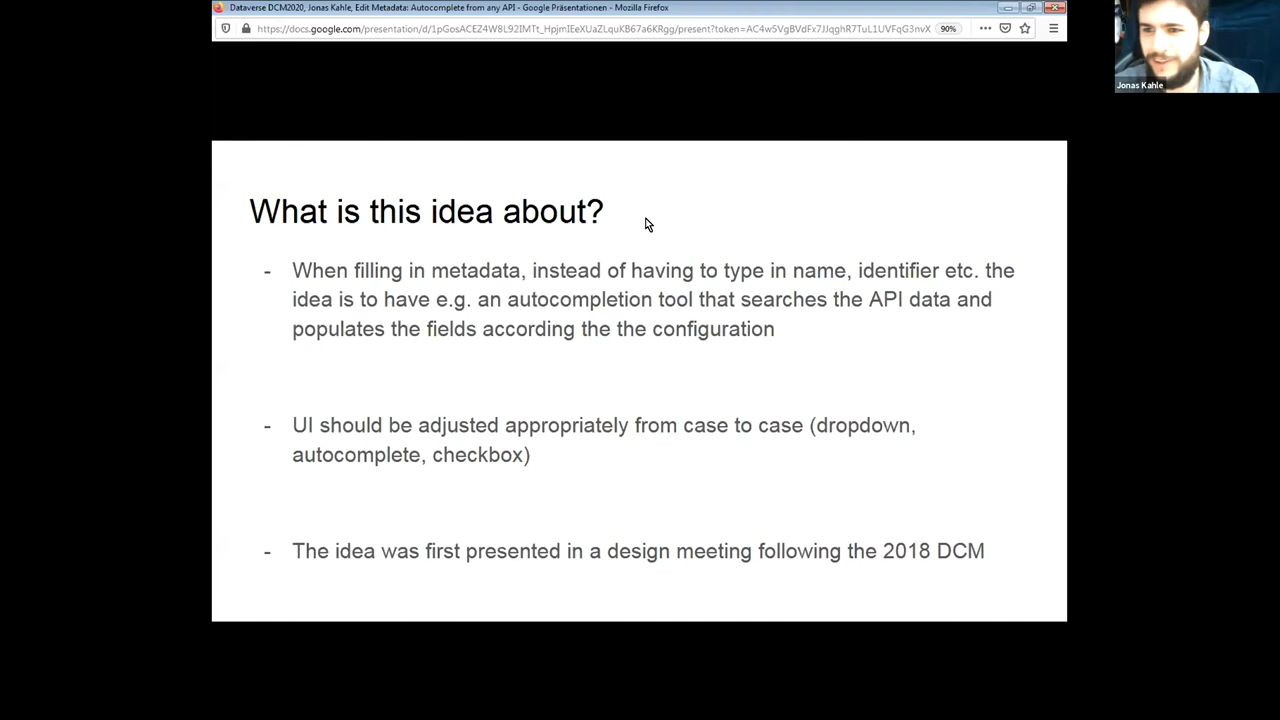 Dataverse DCM2020, Jonas Kahle, Edit Metadata: Autocomplete from any API - Google Präsentationen - Mozilla Firefox
https://docs.google.com/presentation/d/1pGosACEZ4W8L92IMTt_HpjmIEeXUaZLquKB67a6KRgg/present?token=AC4w5VgBVdFx7JJqghR7TuL1UVFqG3nvX 90%
Jonas Kahle
What is this idea about?
- When filling in metadata, instead of having to type in name, identifier etc. the
idea is to have e.g. an autocompletion tool that searches the API data and
populates the fields according the the configuration
- UI should be adjusted appropriately from case to case (dropdown,
autocomplete, checkbox)
- The idea was first presented in a design meeting following the 2018 DCM